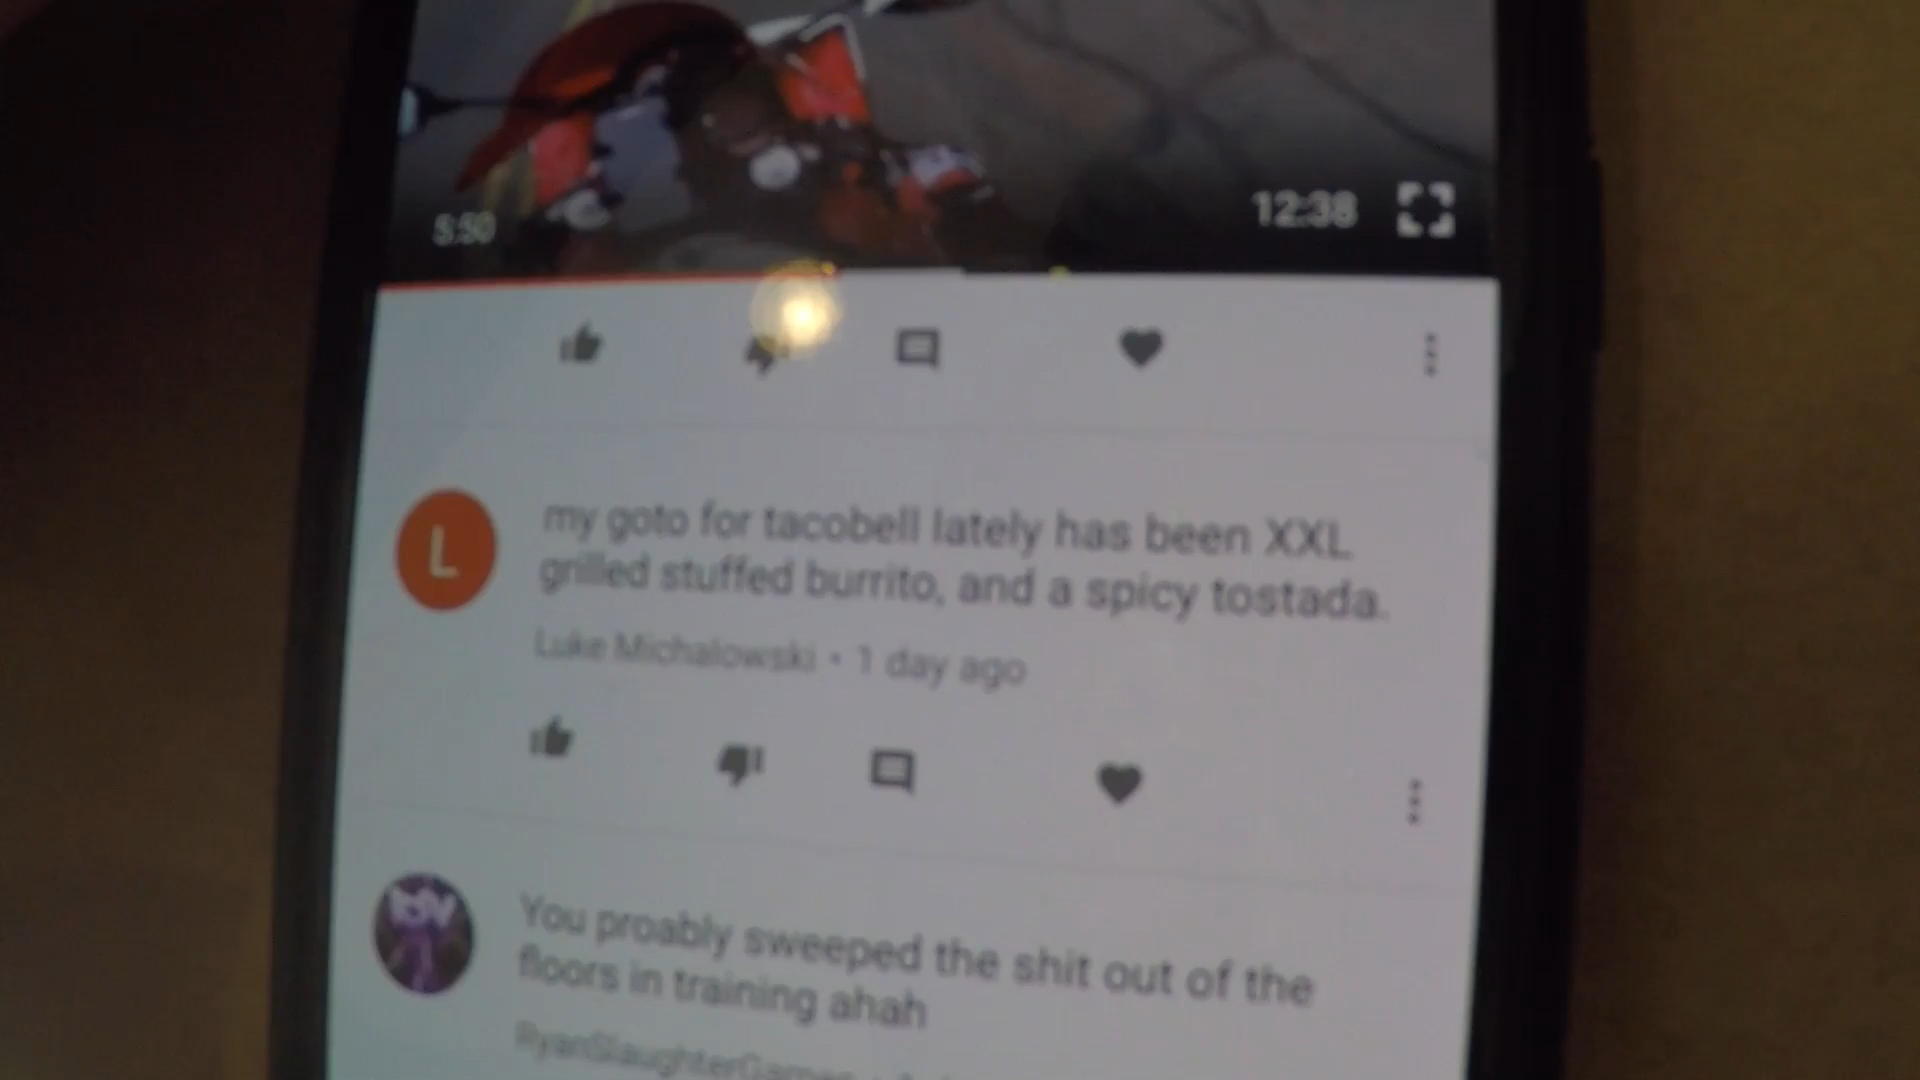 5:50
12:38
L
my goto for tacobell lately has been XXL
grilled stuffed burrito, and a spicy tostada.
Luke Michalowski • 1 day ago
You proably sweeped the shit out of the
floors in training ahah
RyanSlaughterGames